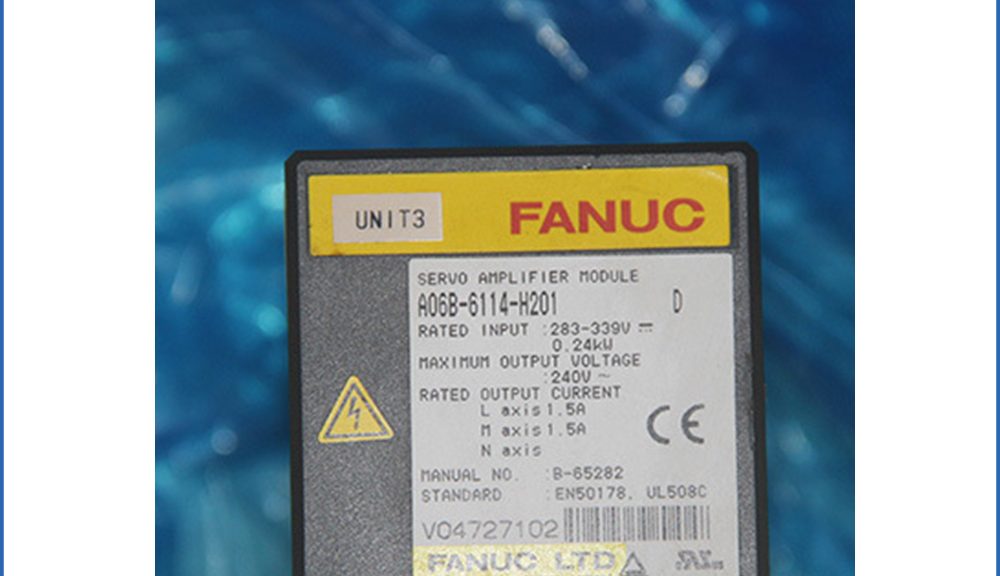 UNIT3
FANUC
SERVO AMPLIFIER MODULE
A06B-6114-H201 D
RATED INPUT :283-339V ⎓
0.24kW
MAXIMUM OUTPUT VOLTAGE
:240V ~
RATED OUTPUT CURRENT
L axis 1.5A
M axis 1.5A
N axis
CE
MANUAL NO. :B-65282
STANDARD :EN50178, UL508C
V04727102
FANUC LTD